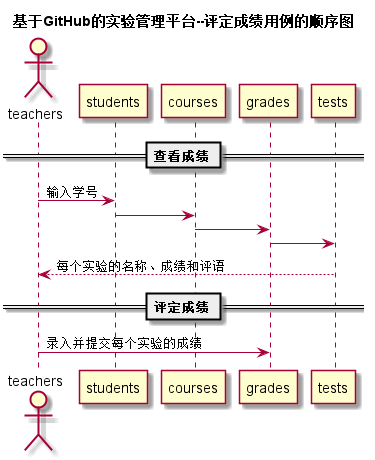 基于GitHub的实验管理平台--评定成绩用例的顺序图
teachers
students courses grades tests
查看成绩
输入学号
每个实验的名称、成绩和评语
评定成绩
录入并提交每个实验的成绩
teachers
students courses grades tests